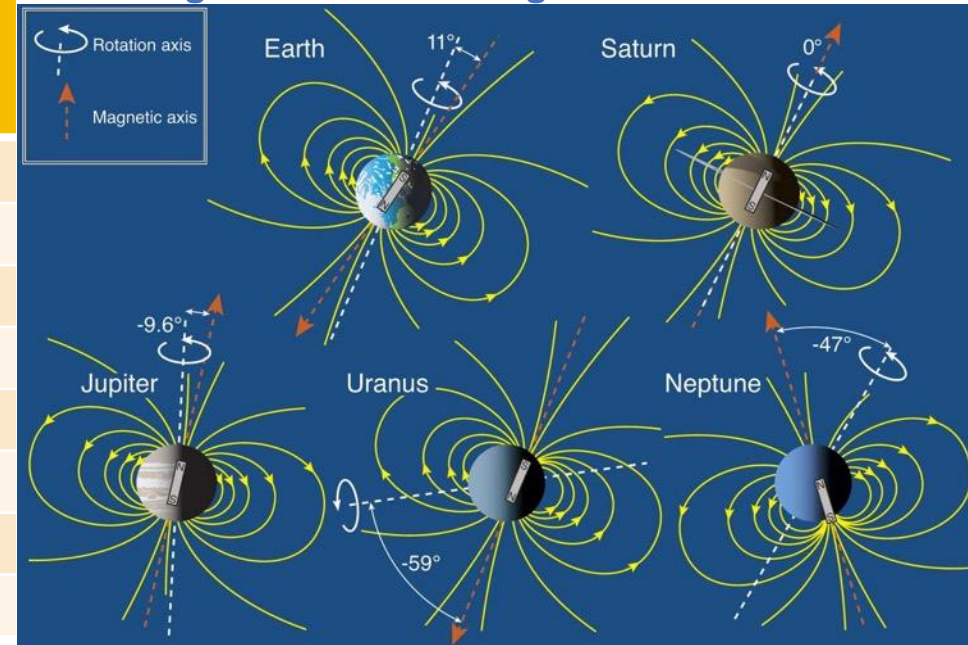 Rotation axis
Magnetic axis
Earth
11°
N
S
Saturn
0°
N
S
Jupiter
-9.6°
N
S
Uranus
-59°
S
N
Neptune
-47°
N
S